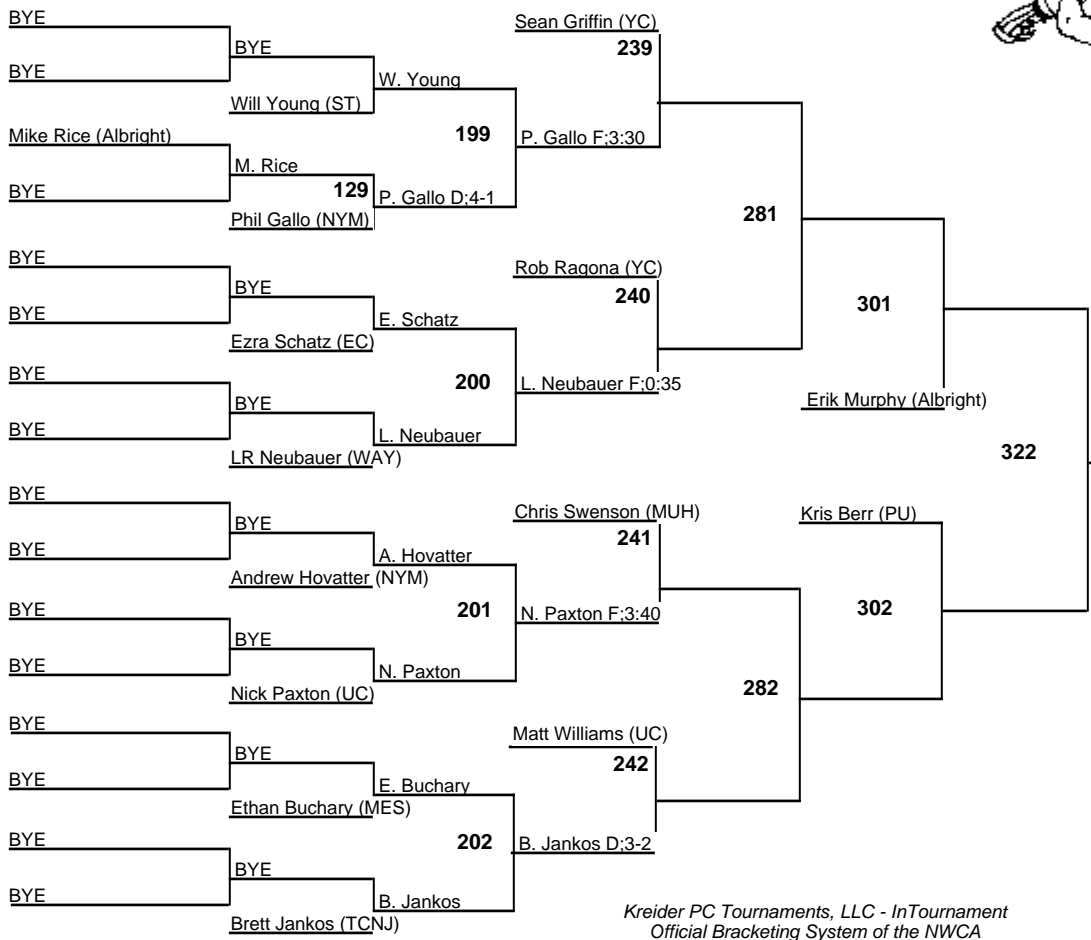 BYE
Sean Griffin (YC)
239
BYE
BYE
W. Young
Will Young (ST)
Mike Rice (Albright)
199
P. Gallo F;3:30
M. Rice
BYE
129
P. Gallo D;4-1
Phil Gallo (NYM)
281
BYE
Rob Ragona (YC)
240
BYE
301
BYE
E. Schatz
Ezra Schatz (EC)
BYE
200
L. Neubauer F;0:35
Erik Murphy (Albright)
BYE
BYE
L. Neubauer
LR Neubauer (WAY)
322
BYE
Chris Swenson (MUH)
Kris Berr (PU)
BYE
241
BYE
A. Hovatter
Andrew Hovatter (NYM)
BYE
201
N. Paxton F;3:40
302
BYE
BYE
N. Paxton
Nick Paxton (UC)
282
BYE
Matt Williams (UC)
BYE
242
BYE
E. Buchary
Ethan Buchary (MES)
BYE
202
B. Jankos D;3-2
BYE
BYE
B. Jankos
Brett Jankos (TCNJ)
Kreider PC Tournaments, LLC - InTournament
Official Bracketing System of the NWCA